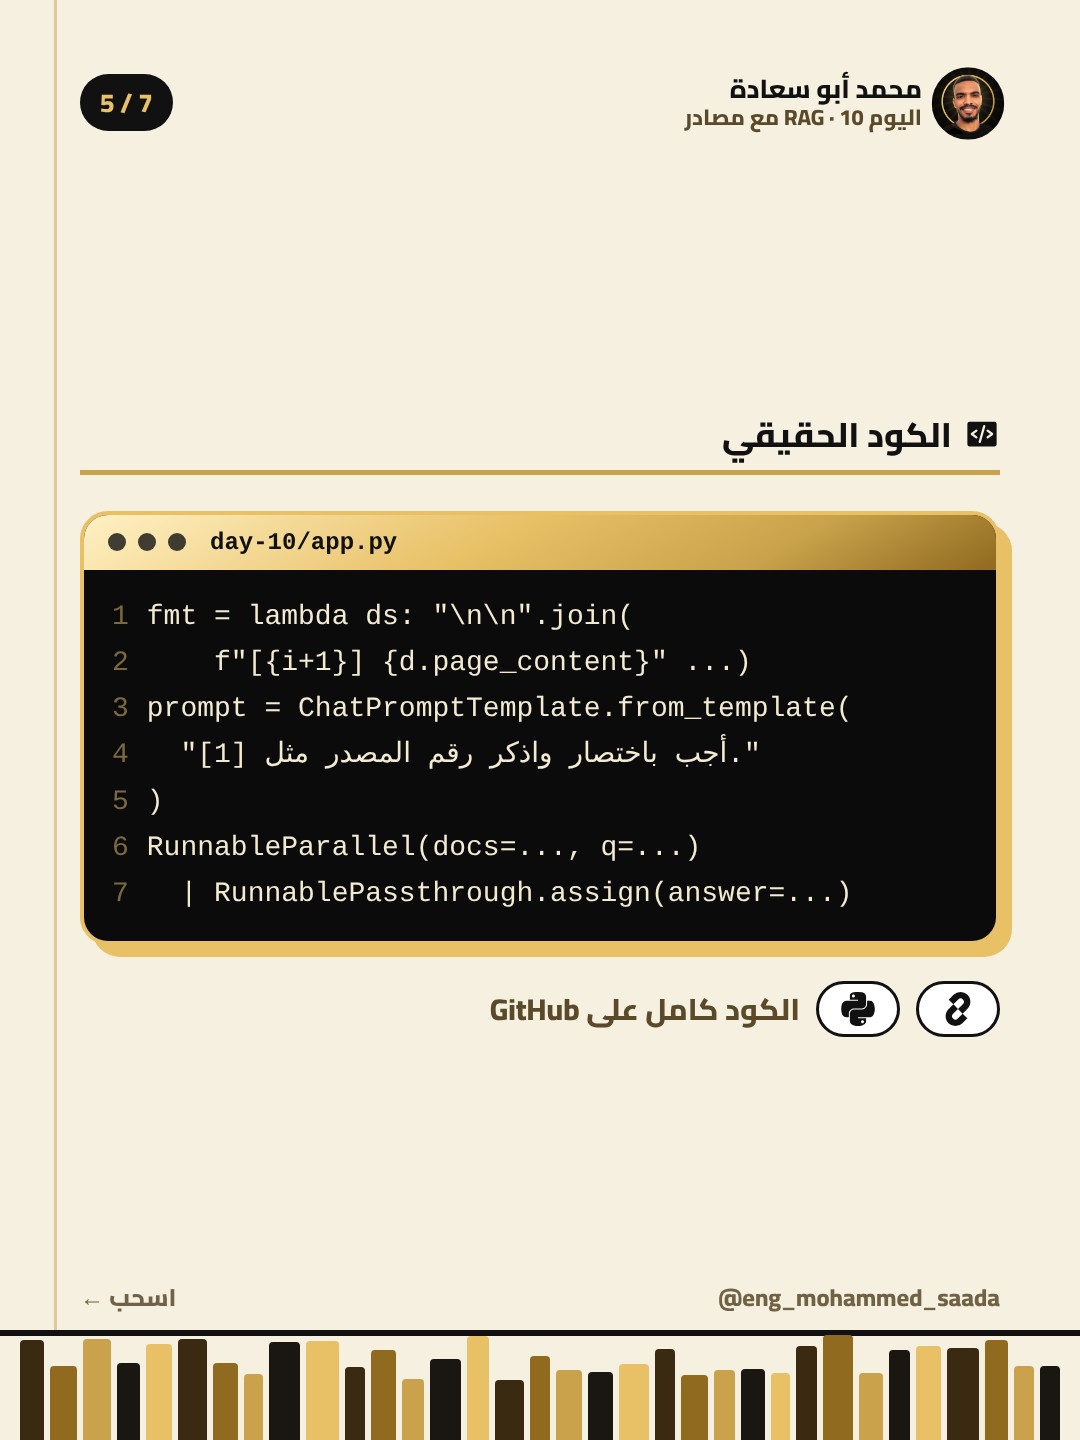 محمد أبو سعادة
اليوم 10 · RAG مع مصادر
5 / 7
الكود الحقيقي
day-10/app.py
1 fmt = lambda ds: "\n\n".join(
2     f"[{i+1}] {d.page_content}" ...)
3 prompt = ChatPromptTemplate.from_template(
4   "أجب باختصار واذكر رقم المصدر مثل [1]."
5 )
6 RunnableParallel(docs=..., q=...)
7   | RunnablePassthrough.assign(answer=...)
الكود كامل على GitHub
@eng_mohammed_saada
اسحب ←